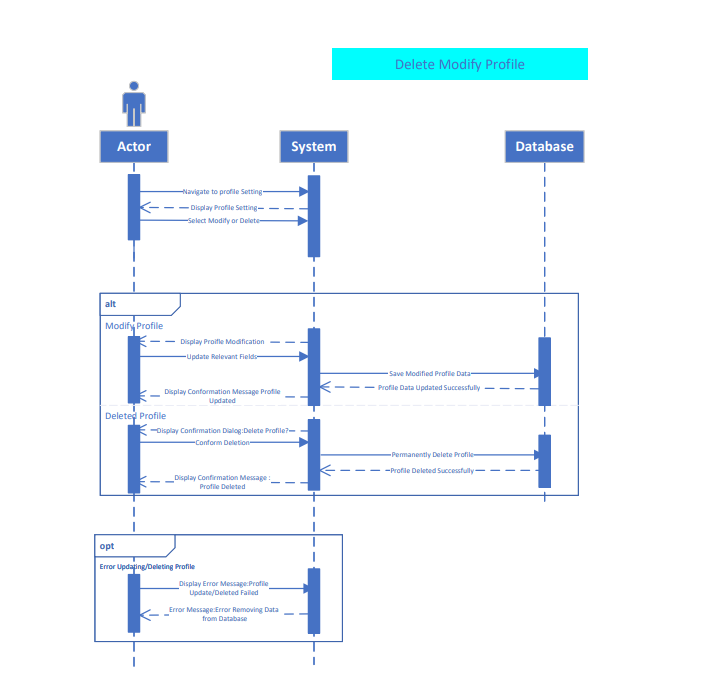 Delete Modify Profile
Actor
System
Database
Navigate to profile Setting
Display Profile Setting
Select Modify or Delete
alt
Modify Profile
Display Proifle Modification
Update Relevant Fields
Save Modified Profile Data
Profile Data Updated Successfully
Display Conformation Message Profile
Updated
Deleted Profile
Display Confirmation Dialog:Delete Profile?
Conform Deletion
Permanently Delete Profile
Profile Deleted Successfully
Display Confirmation Message :
Profile Deleted
opt
Error Updating/Deleting Profile
Display Error Message:Profile
Update/Deleted Failed
Error Message:Error Removing Data
from Database